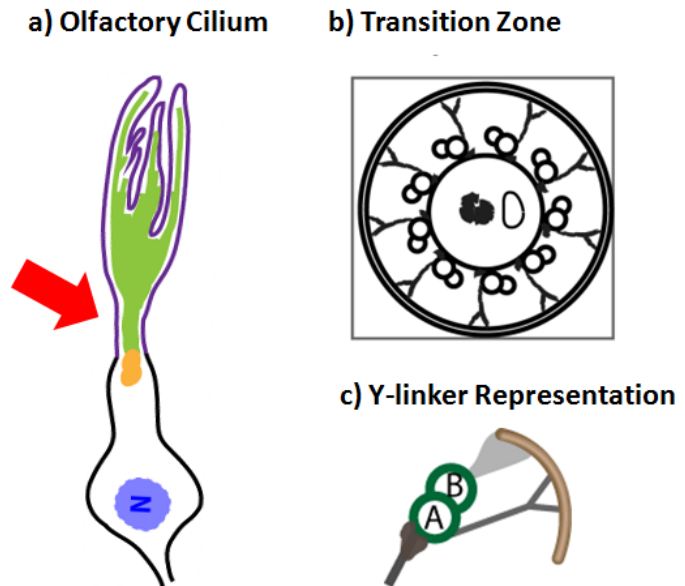 a) Olfactory Cilium
b) Transition Zone
c) Y-linker Representation
B
A
N